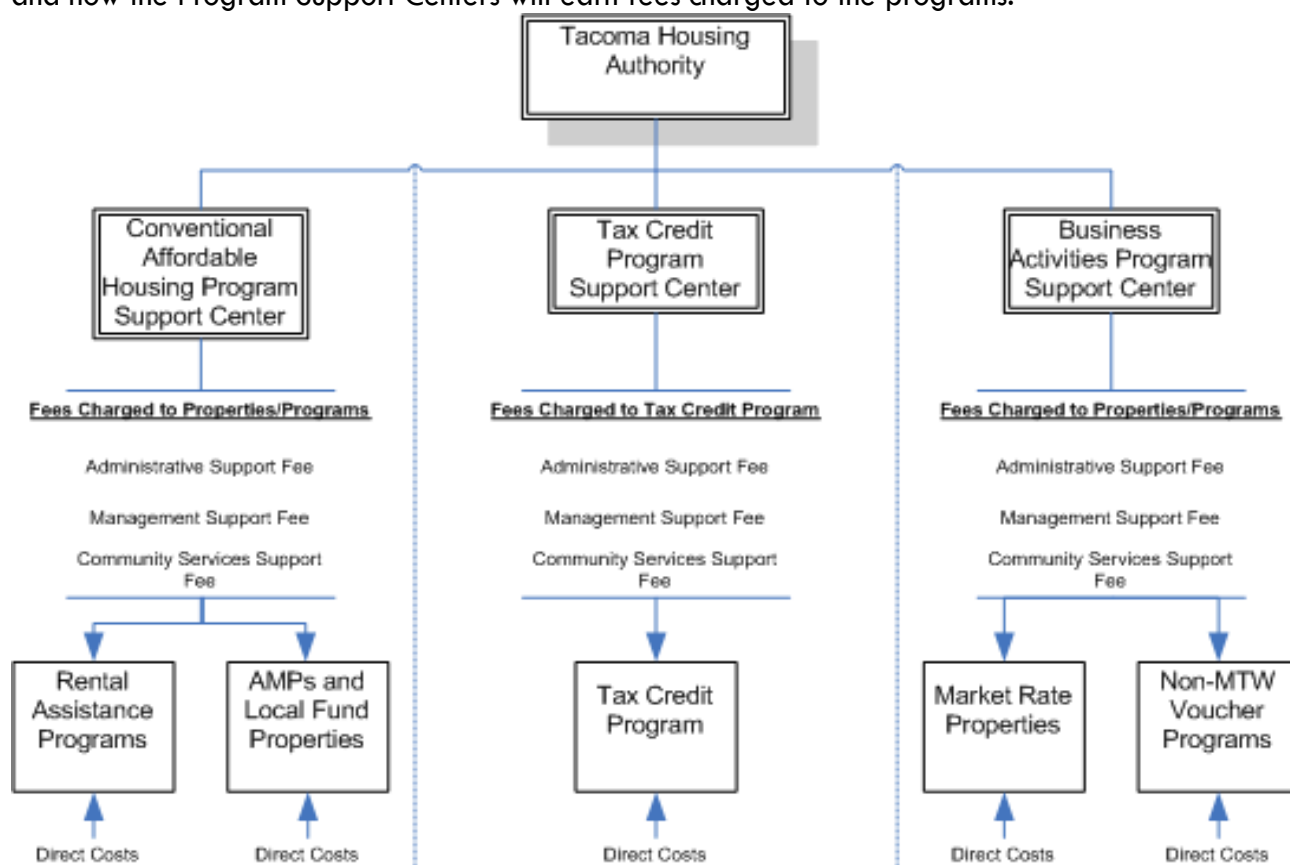 and how the Program Support Centers will earn fees charged to the programs.
Tacoma Housing
Authority
Conventional
Affordable
Housing Program
Support Center
Tax Credit
Program
Support Center
Business
Activities Program
Support Center
Fees Charged to Properties/Programs
Fees Charged to Tax Credit Program
Fees Charged to Properties/Programs
Administrative Support Fee
Administrative Support Fee
Administrative Support Fee
Management Support Fee
Management Support Fee
Management Support Fee
Community Services Support
Fee
Community Services Support
Fee
Community Services Support
Fee
Rental
Assistance
Programs
AMPs and
Local Fund
Properties
Tax Credit
Program
Market Rate
Properties
Non-MTW
Voucher
Programs
Direct Costs
Direct Costs
Direct Costs
Direct Costs
Direct Costs